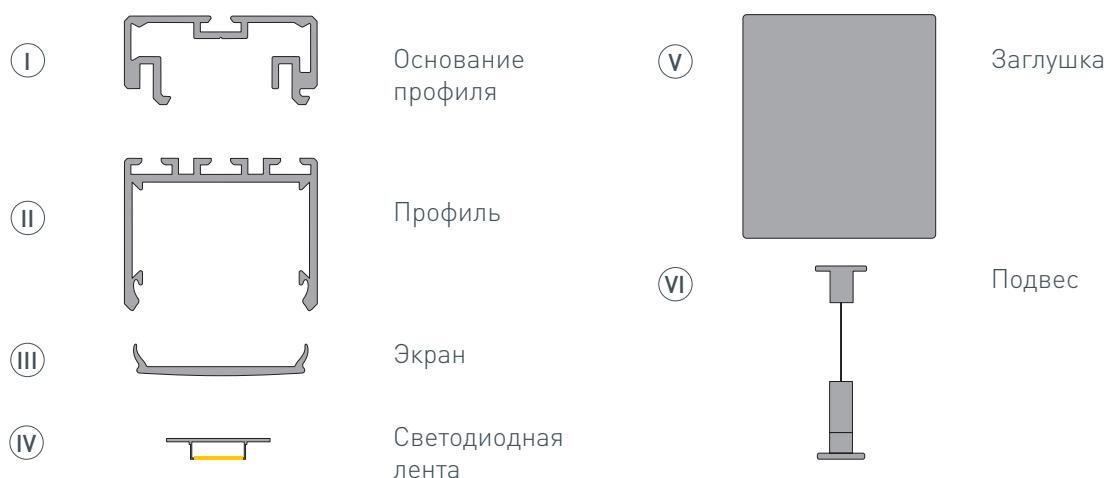 I
Основание
профиля
II
Профиль
III
Экран
IV
Светодиодная
лента
V
Заглушка
VI
Подвес